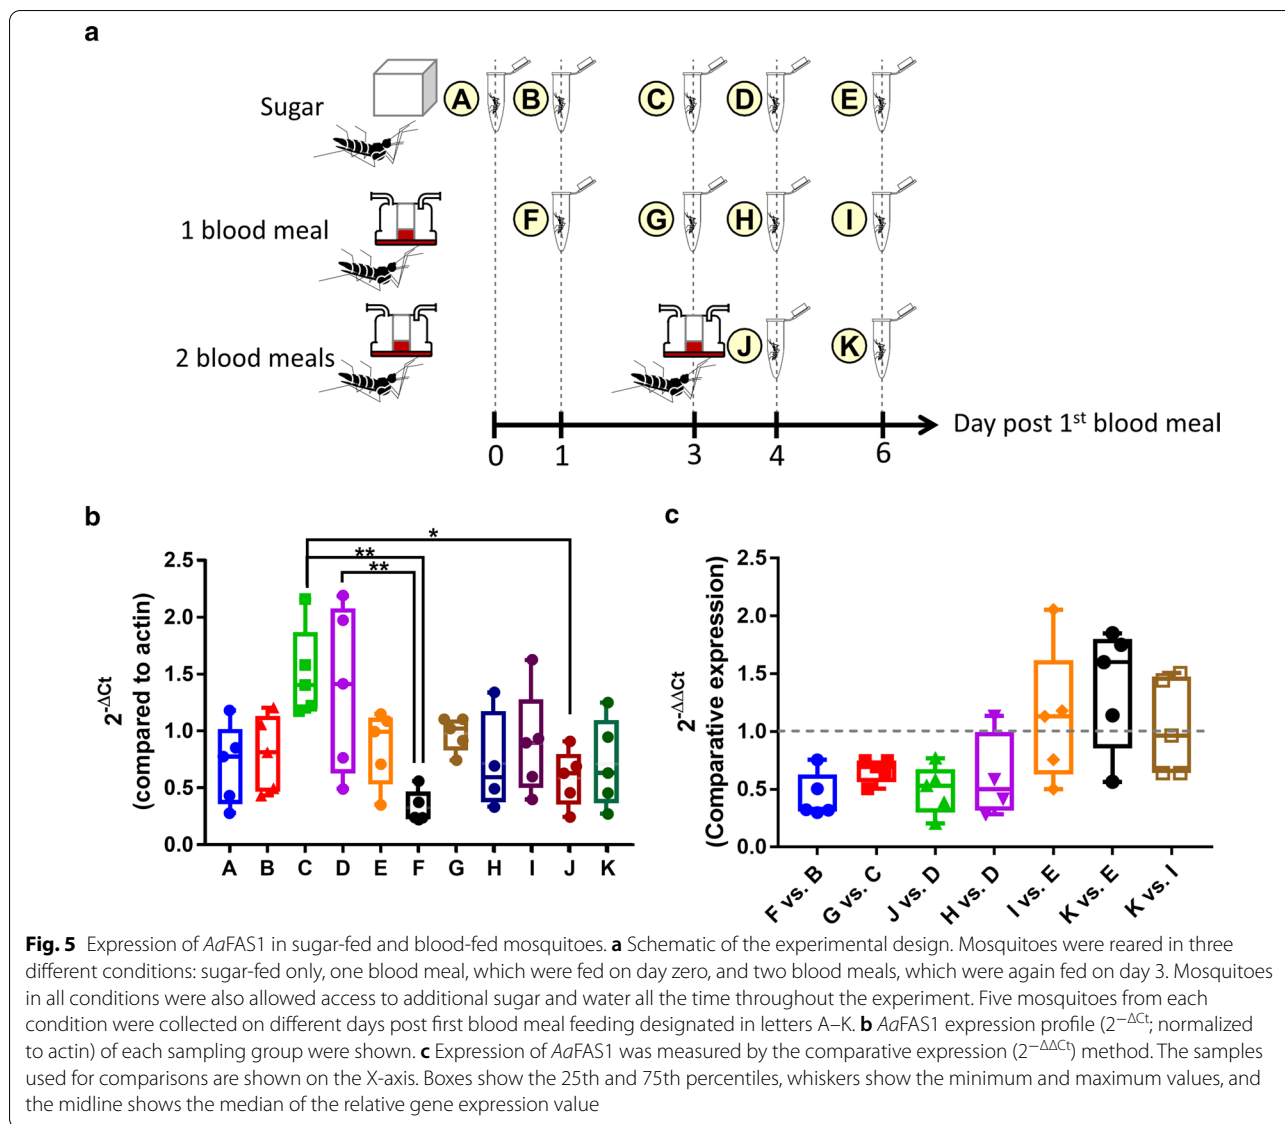 a
Sugar
A B C D E
1 blood meal
F G H I
2 blood meals
J K
0 1 3 4 6
Day post 1st blood meal
b
2-ΔCt
(compared to actin)
2.5
2.0
1.5
1.0
0.5
0.0
*
**
**
A B C D E F G H I J K
c
2-ΔΔCt
(Comparative expression)
2.5
2.0
1.5
1.0
0.5
0.0
F vs. B
G vs. C
J vs. D
H vs. D
I vs. E
K vs. E
K vs. I
Fig. 5 Expression of AaFAS1 in sugar-fed and blood-fed mosquitoes. a Schematic of the experimental design. Mosquitoes were reared in three
different conditions: sugar-fed only, one blood meal, which were fed on day zero, and two blood meals, which were again fed on day 3. Mosquitoes
in all conditions were also allowed access to additional sugar and water all the time throughout the experiment. Five mosquitoes from each
condition were collected on different days post first blood meal feeding designated in letters A–K. b AaFAS1 expression profile (2−ΔCt; normalized
to actin) of each sampling group were shown. c Expression of AaFAS1 was measured by the comparative expression (2−ΔΔCt) method. The samples
used for comparisons are shown on the X-axis. Boxes show the 25th and 75th percentiles, whiskers show the minimum and maximum values, and
the midline shows the median of the relative gene expression value